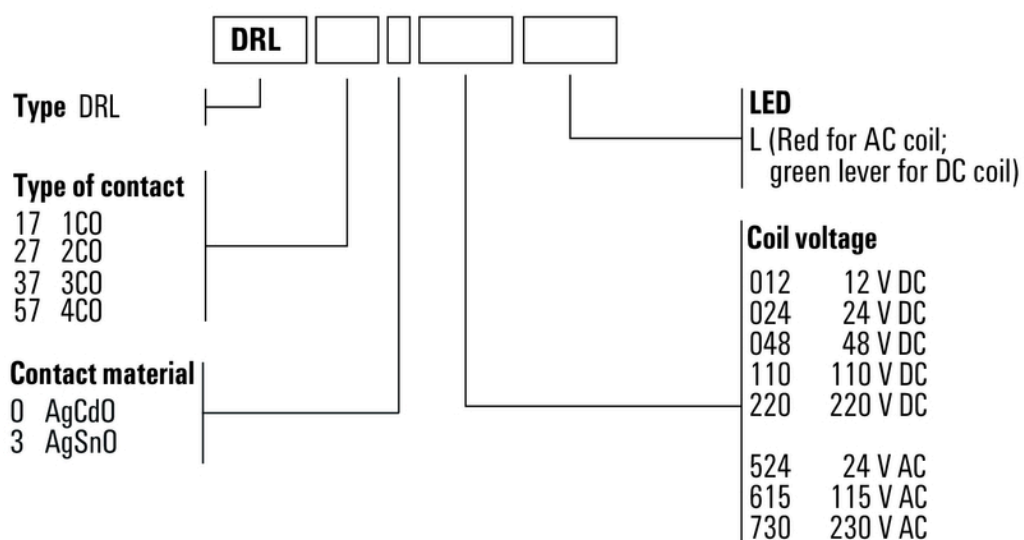 DRL
Type DRL
Type of contact
17 1CO
27 2CO
37 3CO
57 4CO
Contact material
0 AgCdO
3 AgSnO
LED
L (Red for AC coil;
green lever for DC coil)
Coil voltage
012 12 V DC
024 24 V DC
048 48 V DC
110 110 V DC
220 220 V DC
524 24 V AC
615 115 V AC
730 230 V AC